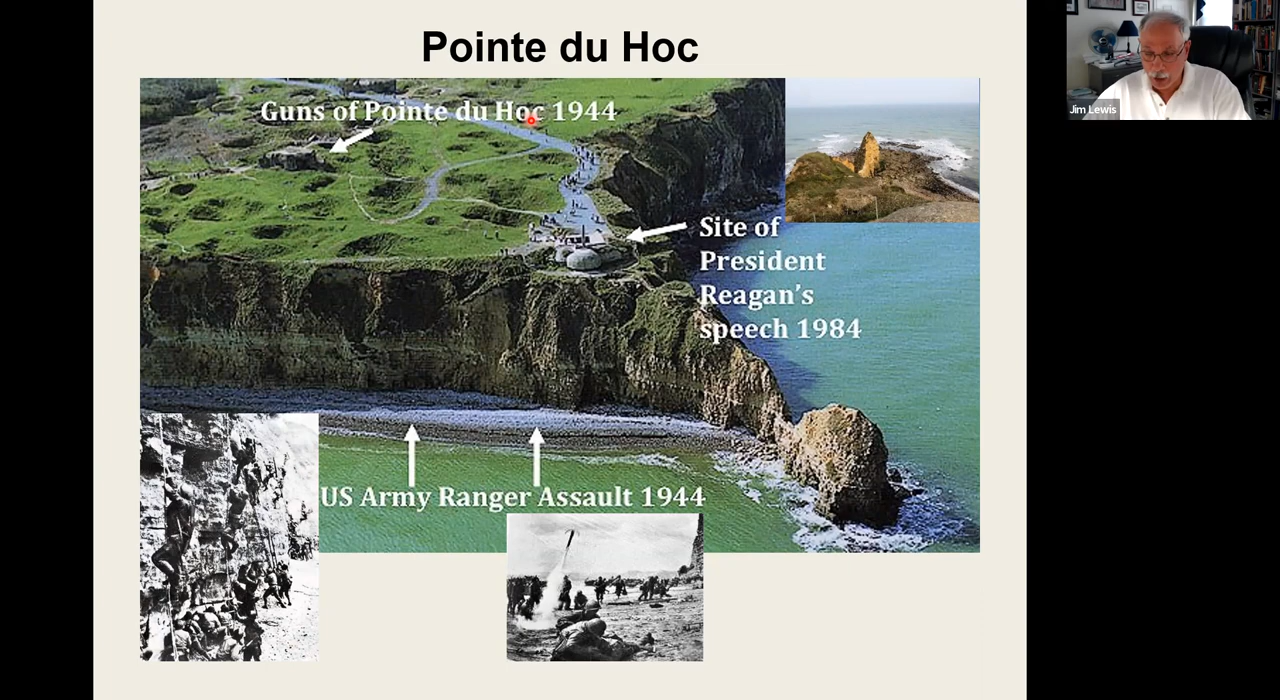 Pointe du Hoc
Guns of Pointe du Hoc 1944
Site of
President
Reagan's
speech 1984
US Army Ranger Assault 1944
Jim Lewis